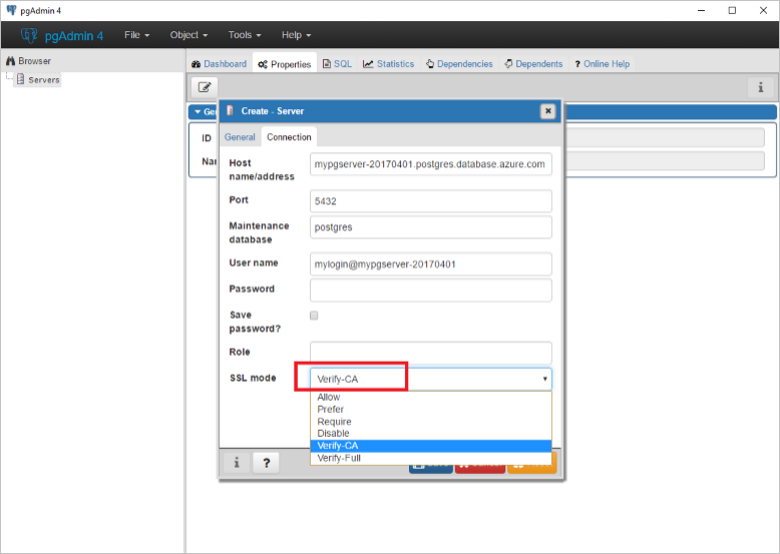 pgAdmin 4
pgAdmin 4 File Object Tools Help
Browser
Servers
Dashboard Properties SQL Statistics Dependencies Dependents ? Online Help
i
ID
Create - Server
General Connection
Host name/address
mypgserver-20170401.postgres.database.azure.com
Port
5432
Maintenance database
postgres
User name
mylogin@mypgserver-20170401
Password
Save password?
Role
SSL mode
Verify-CA
Allow
Prefer
Require
Disable
Verify-CA
Verify-Full
i ?